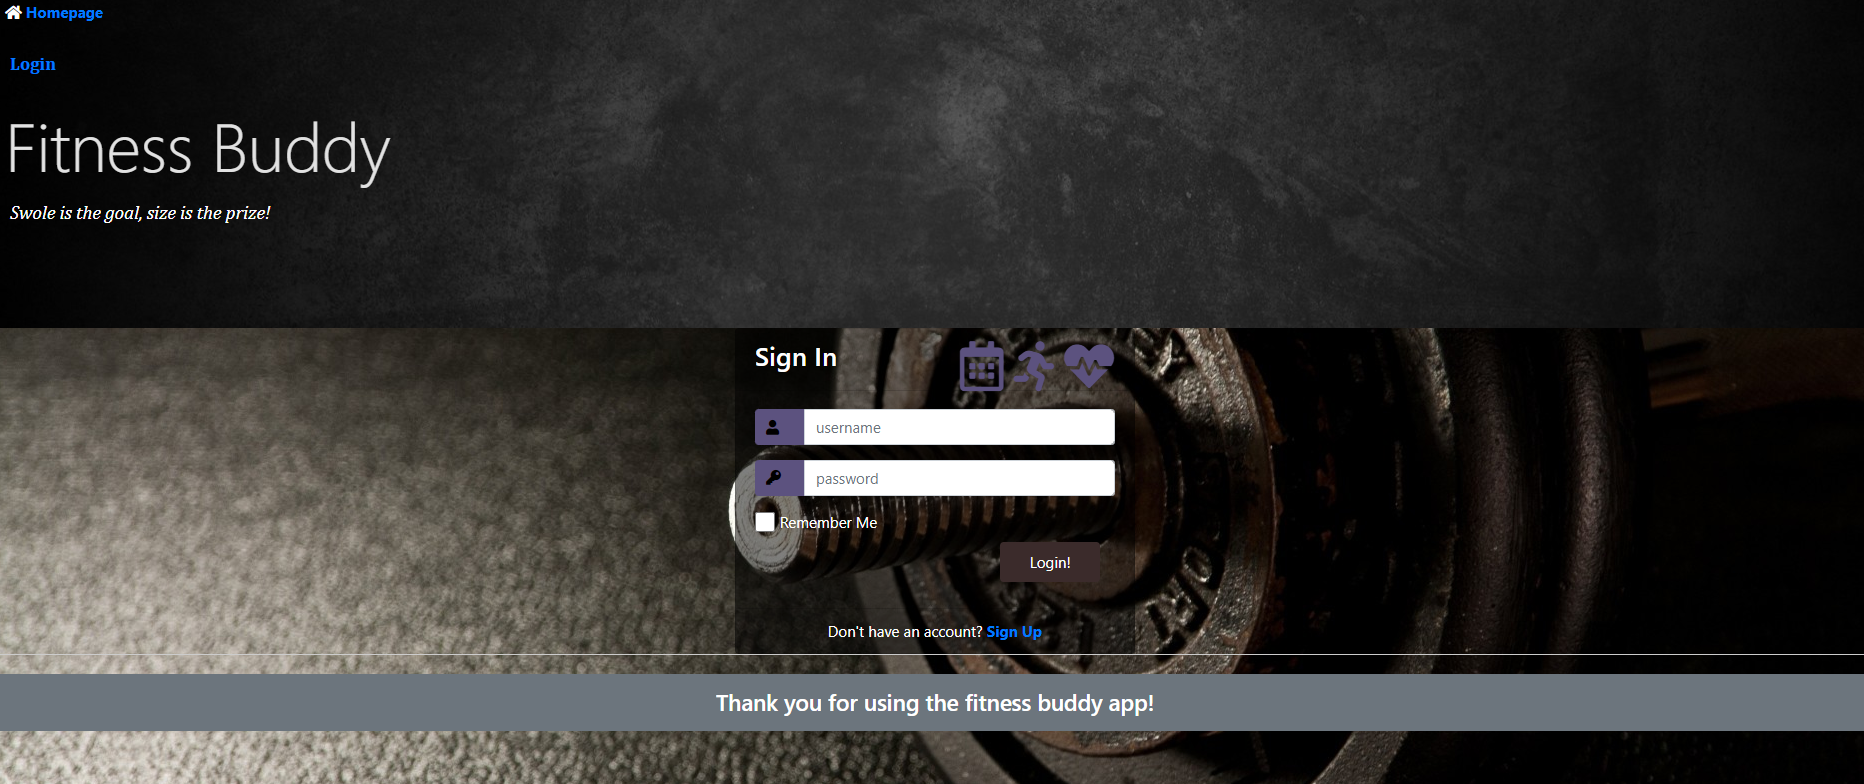 Homepage
Login
Fitness Buddy
Swole is the goal, size is the prize!
Sign In
username
password
Remember Me
Login!
Don't have an account? Sign Up
Thank you for using the fitness buddy app!